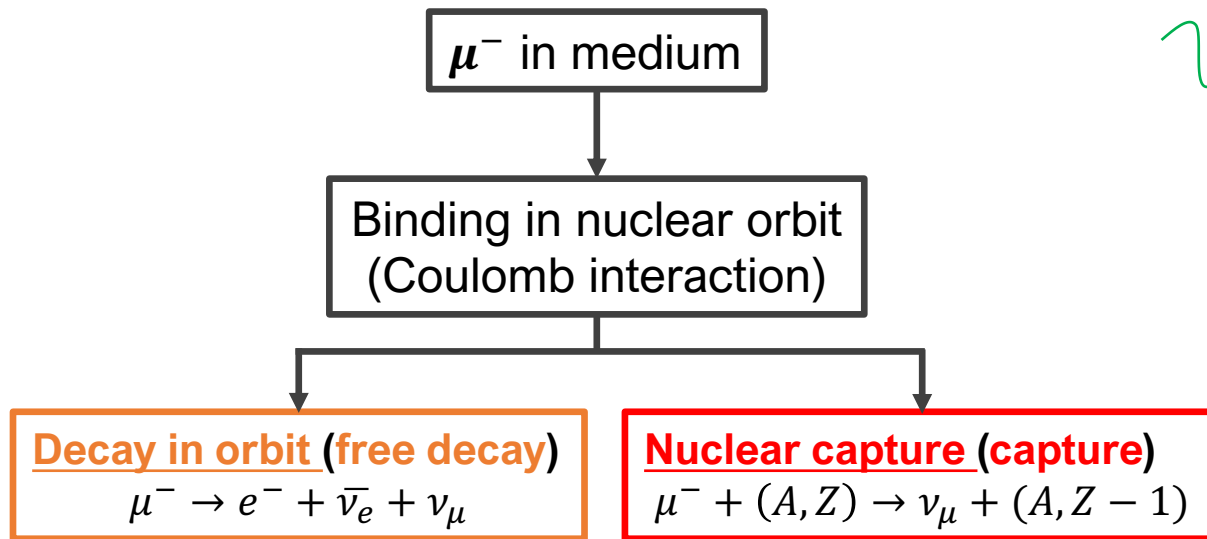 μ⁻ in medium
Binding in nuclear orbit
(Coulomb interaction)
Decay in orbit (free decay)
μ⁻ → e⁻ + ν̅ₑ + ν_μ
Nuclear capture (capture)
μ⁻ + (A, Z) → ν_μ + (A, Z − 1)